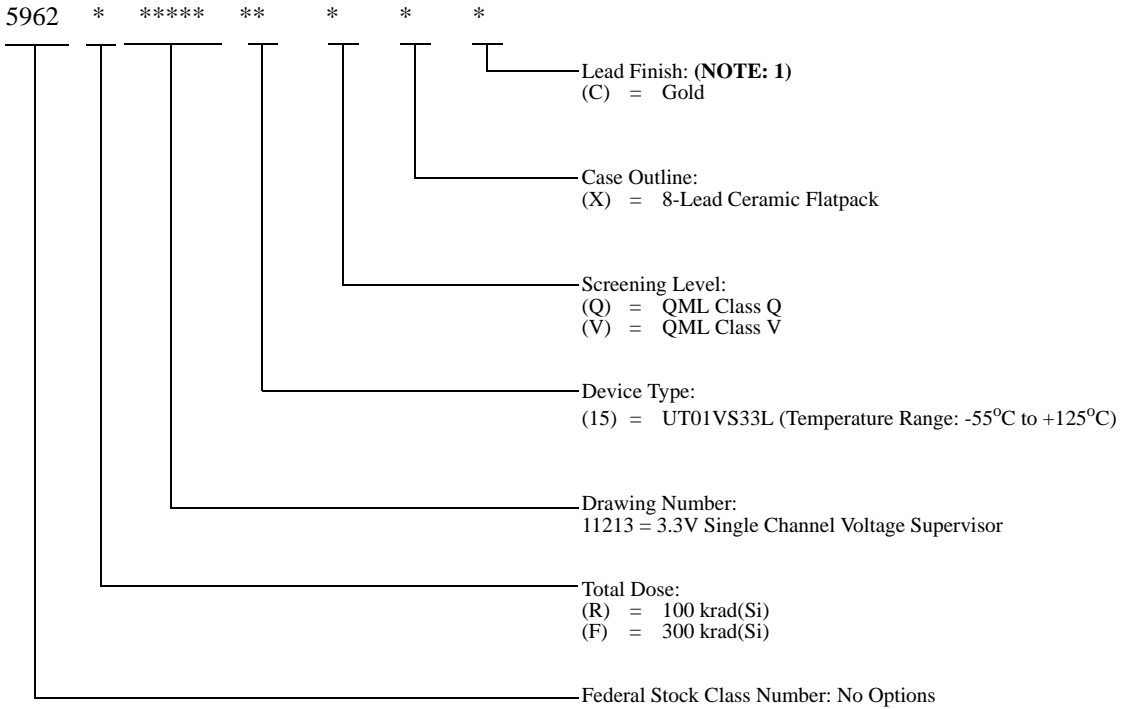 5962 * ***** ** * * *
Lead Finish: (NOTE: 1)
(C) = Gold
Case Outline:
(X) = 8-Lead Ceramic Flatpack
Screening Level:
(Q) = QML Class Q
(V) = QML Class V
Device Type:
(15) = UT01VS33L (Temperature Range: -55oC to +125oC)
Drawing Number:
11213 = 3.3V Single Channel Voltage Supervisor
Total Dose:
(R) = 100 krad(Si)
(F) = 300 krad(Si)
Federal Stock Class Number: No Options